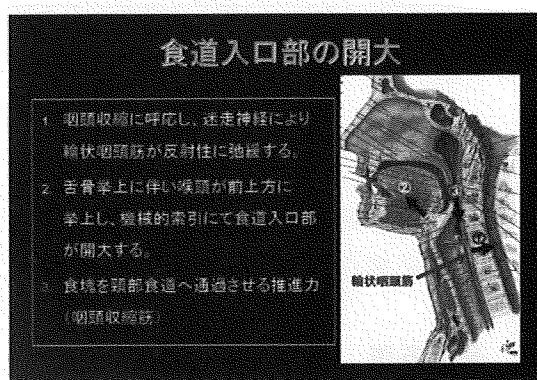 食道入口部の開大
1 咽頭収縮に呼応し、迷走神経により
輪状咽頭筋が反射性に弛緩する。
2 舌骨挙上に伴い喉頭が前上方に
挙上し、機械的索引にて食道入口部
が開大する。
3 食塊を頸部食道へ通過させる推進力
(咽頭収縮筋)
②
③
①
輪状咽頭筋